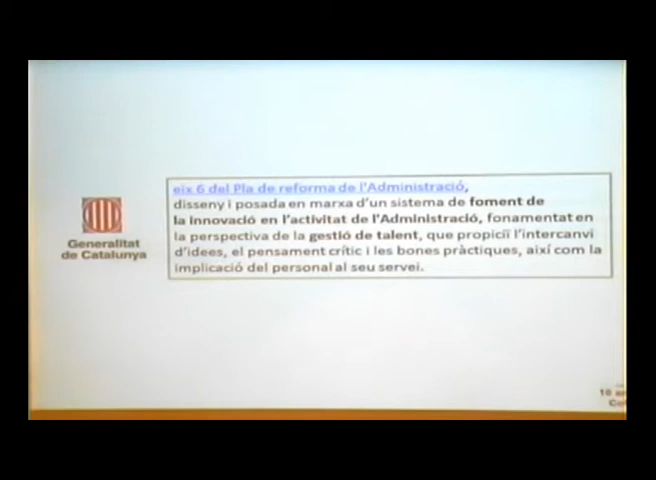 eix 6 del Pla de reforma de l'Administració,
disseny i posada en marxa d'un sistema de foment de
la innovació en l'activitat de l'Administració, fonamentat en
la perspectiva de la gestió de talent, que propiciï l'intercanvi
d'idees, el pensament crític i les bones pràctiques, així com la
implicació del personal al seu servei.
Generalitat
de Catalunya
10